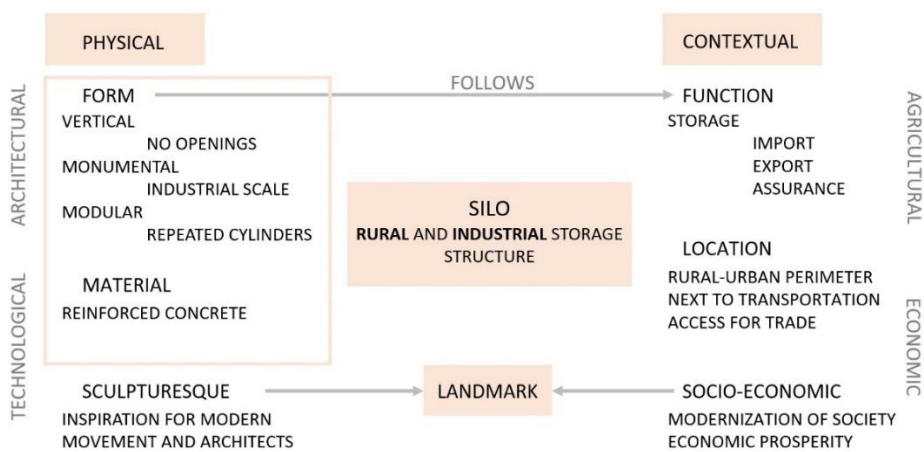 PHYSICAL
CONTEXTUAL
ARCHITECTURAL
TECHNOLOGICAL
FORM
VERTICAL
NO OPENINGS
MONUMENTAL
INDUSTRIAL SCALE
MODULAR
REPEATED CYLINDERS
MATERIAL
REINFORCED CONCRETE
SCULPTURESQUE
INSPIRATION FOR MODERN
MOVEMENT AND ARCHITECTS
FOLLOWS
SILO
RURAL AND INDUSTRIAL STORAGE
STRUCTURE
LANDMARK
FUNCTION
STORAGE
IMPORT
EXPORT
ASSURANCE
LOCATION
RURAL-URBAN PERIMETER
NEXT TO TRANSPORTATION
ACCESS FOR TRADE
SOCIO-ECONOMIC
MODERNIZATION OF SOCIETY
ECONOMIC PROSPERITY
AGRICULTURAL
ECONOMIC